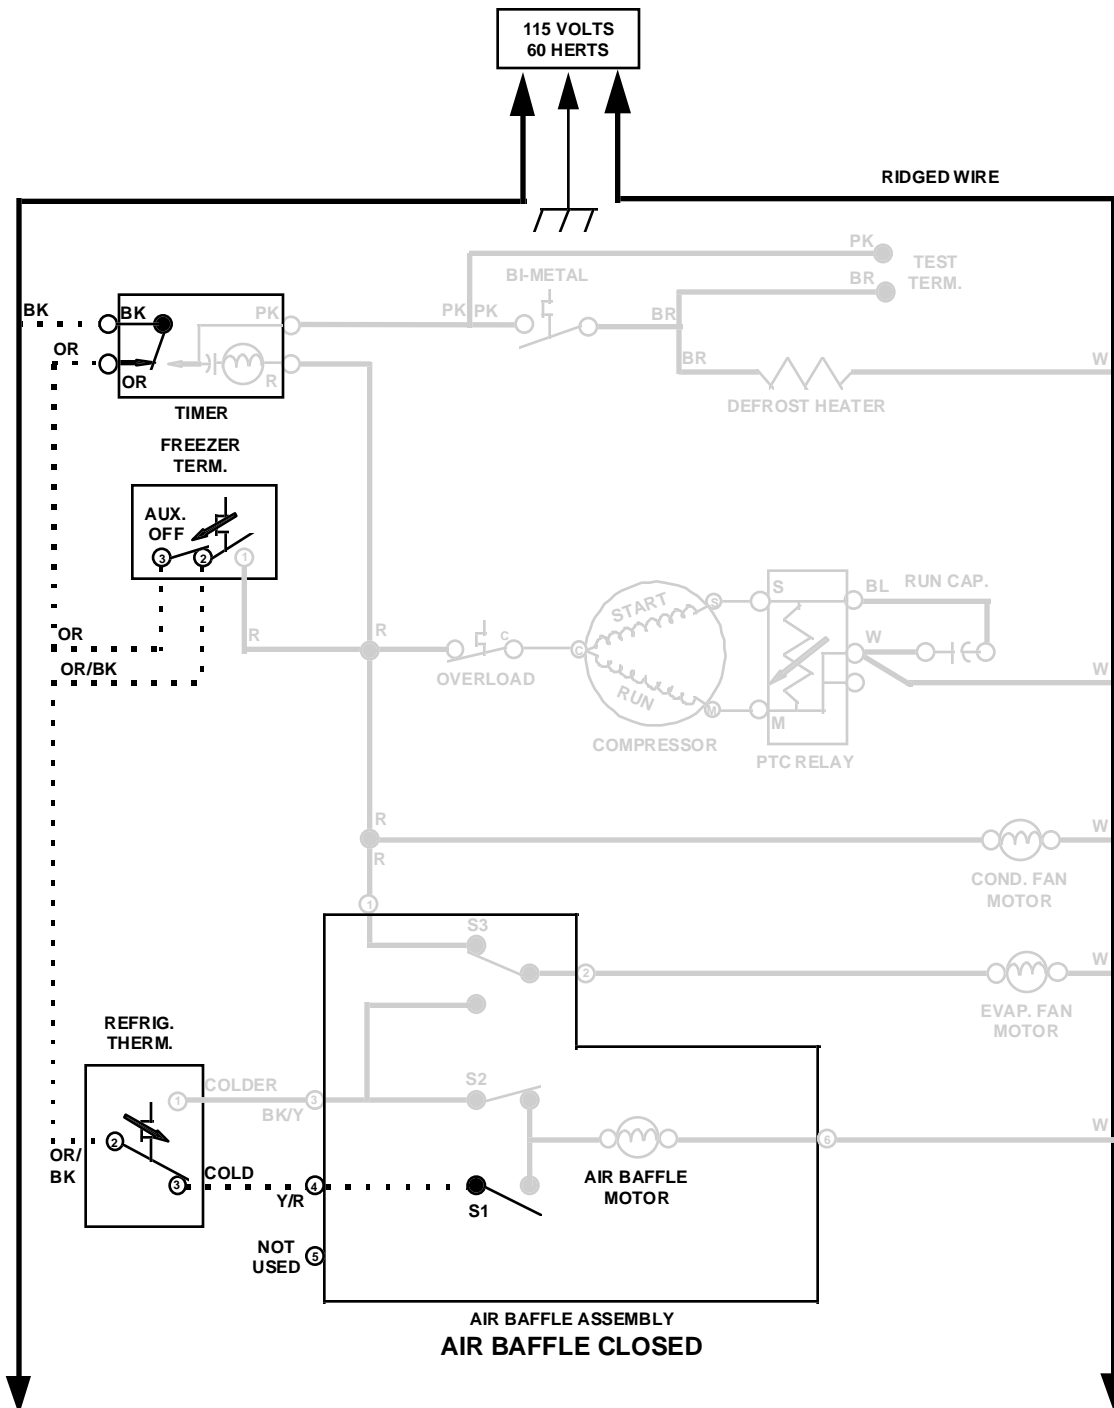 115 VOLTS
60 HERTS
RIDGED WIRE
PK
TEST
TERM.
BR
BI-METAL
BK
BK
PK
PK
PK
BR
OR
OR
R
BR
W
TIMER
DEFROST HEATER
FREEZER
TERM.
AUX.
OFF
3
2
1
OR
R
R
OR/BK
OVERLOAD
C
C
START
RUN
S
M
COMPRESSOR
S
M
PTC RELAY
BL
RUN CAP.
W
W
R
R
W
COND. FAN
MOTOR
1
S3
2
W
EVAP. FAN
MOTOR
REFRIG.
THERM.
1
COLDER
3
BK/Y
S2
OR/
BK
2
3
COLD
4
Y/R
S1
AIR BAFFLE
MOTOR
6
W
NOT
USED
5
AIR BAFFLE ASSEMBLY
AIR BAFFLE CLOSED